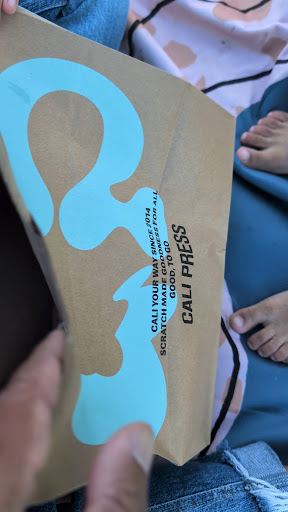 CALI YOUR WAY SINCE 2014
SCRATCH MADE GOODNESS FOR ALL
GOOD, TO GO
CALI PRESS